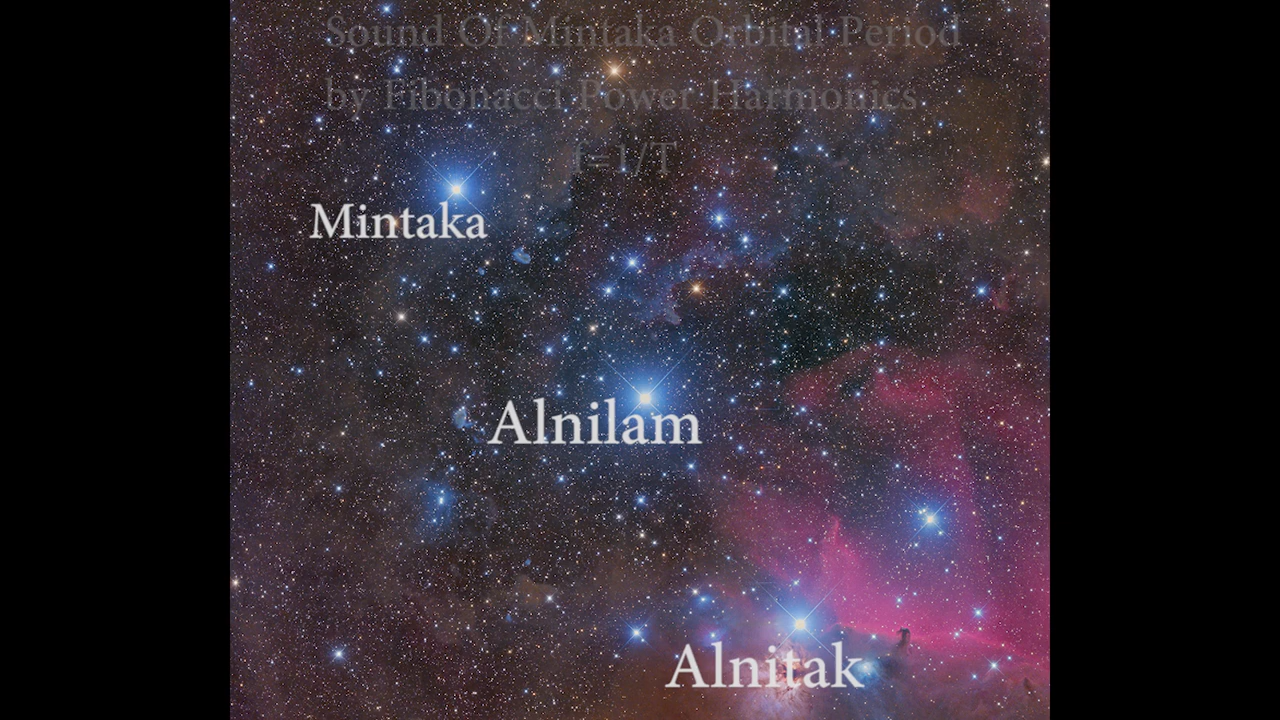 Sound Of Mintaka Orbital Period
by Fibonacci Power Harmonics
f=1/T
Mintaka
Alnilam
Alnitak